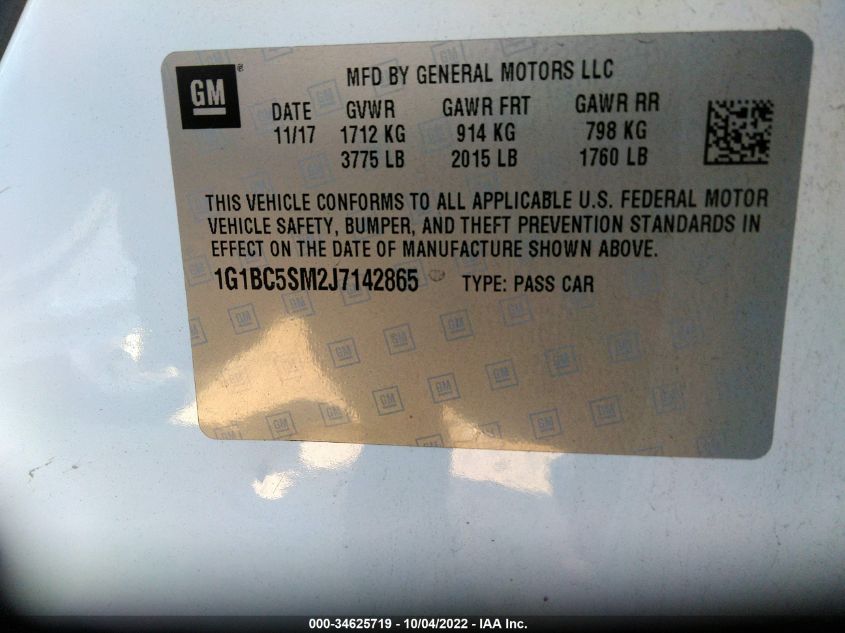 GM ®
MFD BY GENERAL MOTORS LLC
DATE GVWR GAWR FRT GAWR RR
11/17 1712 KG 914 KG 798 KG
3775 LB 2015 LB 1760 LB
THIS VEHICLE CONFORMS TO ALL APPLICABLE U.S. FEDERAL MOTOR
VEHICLE SAFETY, BUMPER, AND THEFT PREVENTION STANDARDS IN
EFFECT ON THE DATE OF MANUFACTURE SHOWN ABOVE.
1G1BC5SM2J7142865 TYPE: PASS CAR
000-34625719 - 10/04/2022 - IAA Inc.